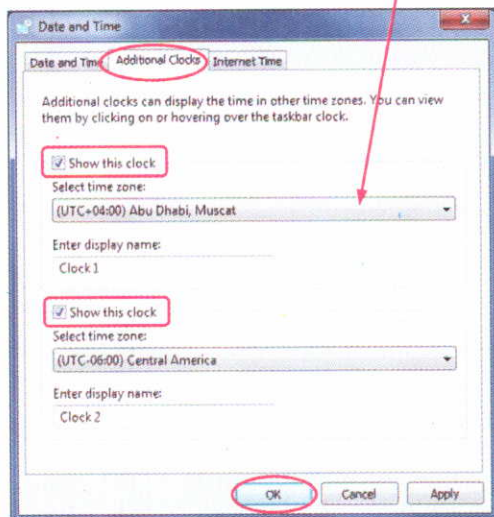 Date and Time
Date and Time Additional Clocks Internet Time
Additional clocks can display the time in other time zones. You can view
them by clicking on or hovering over the taskbar clock.
Show this clock
Select time zone:
(UTC+04:00) Abu Dhabi, Muscat
Enter display name:
Clock 1
Show this clock
Select time zone:
(UTC-06:00) Central America
Enter display name:
Clock 2
OK Cancel Apply